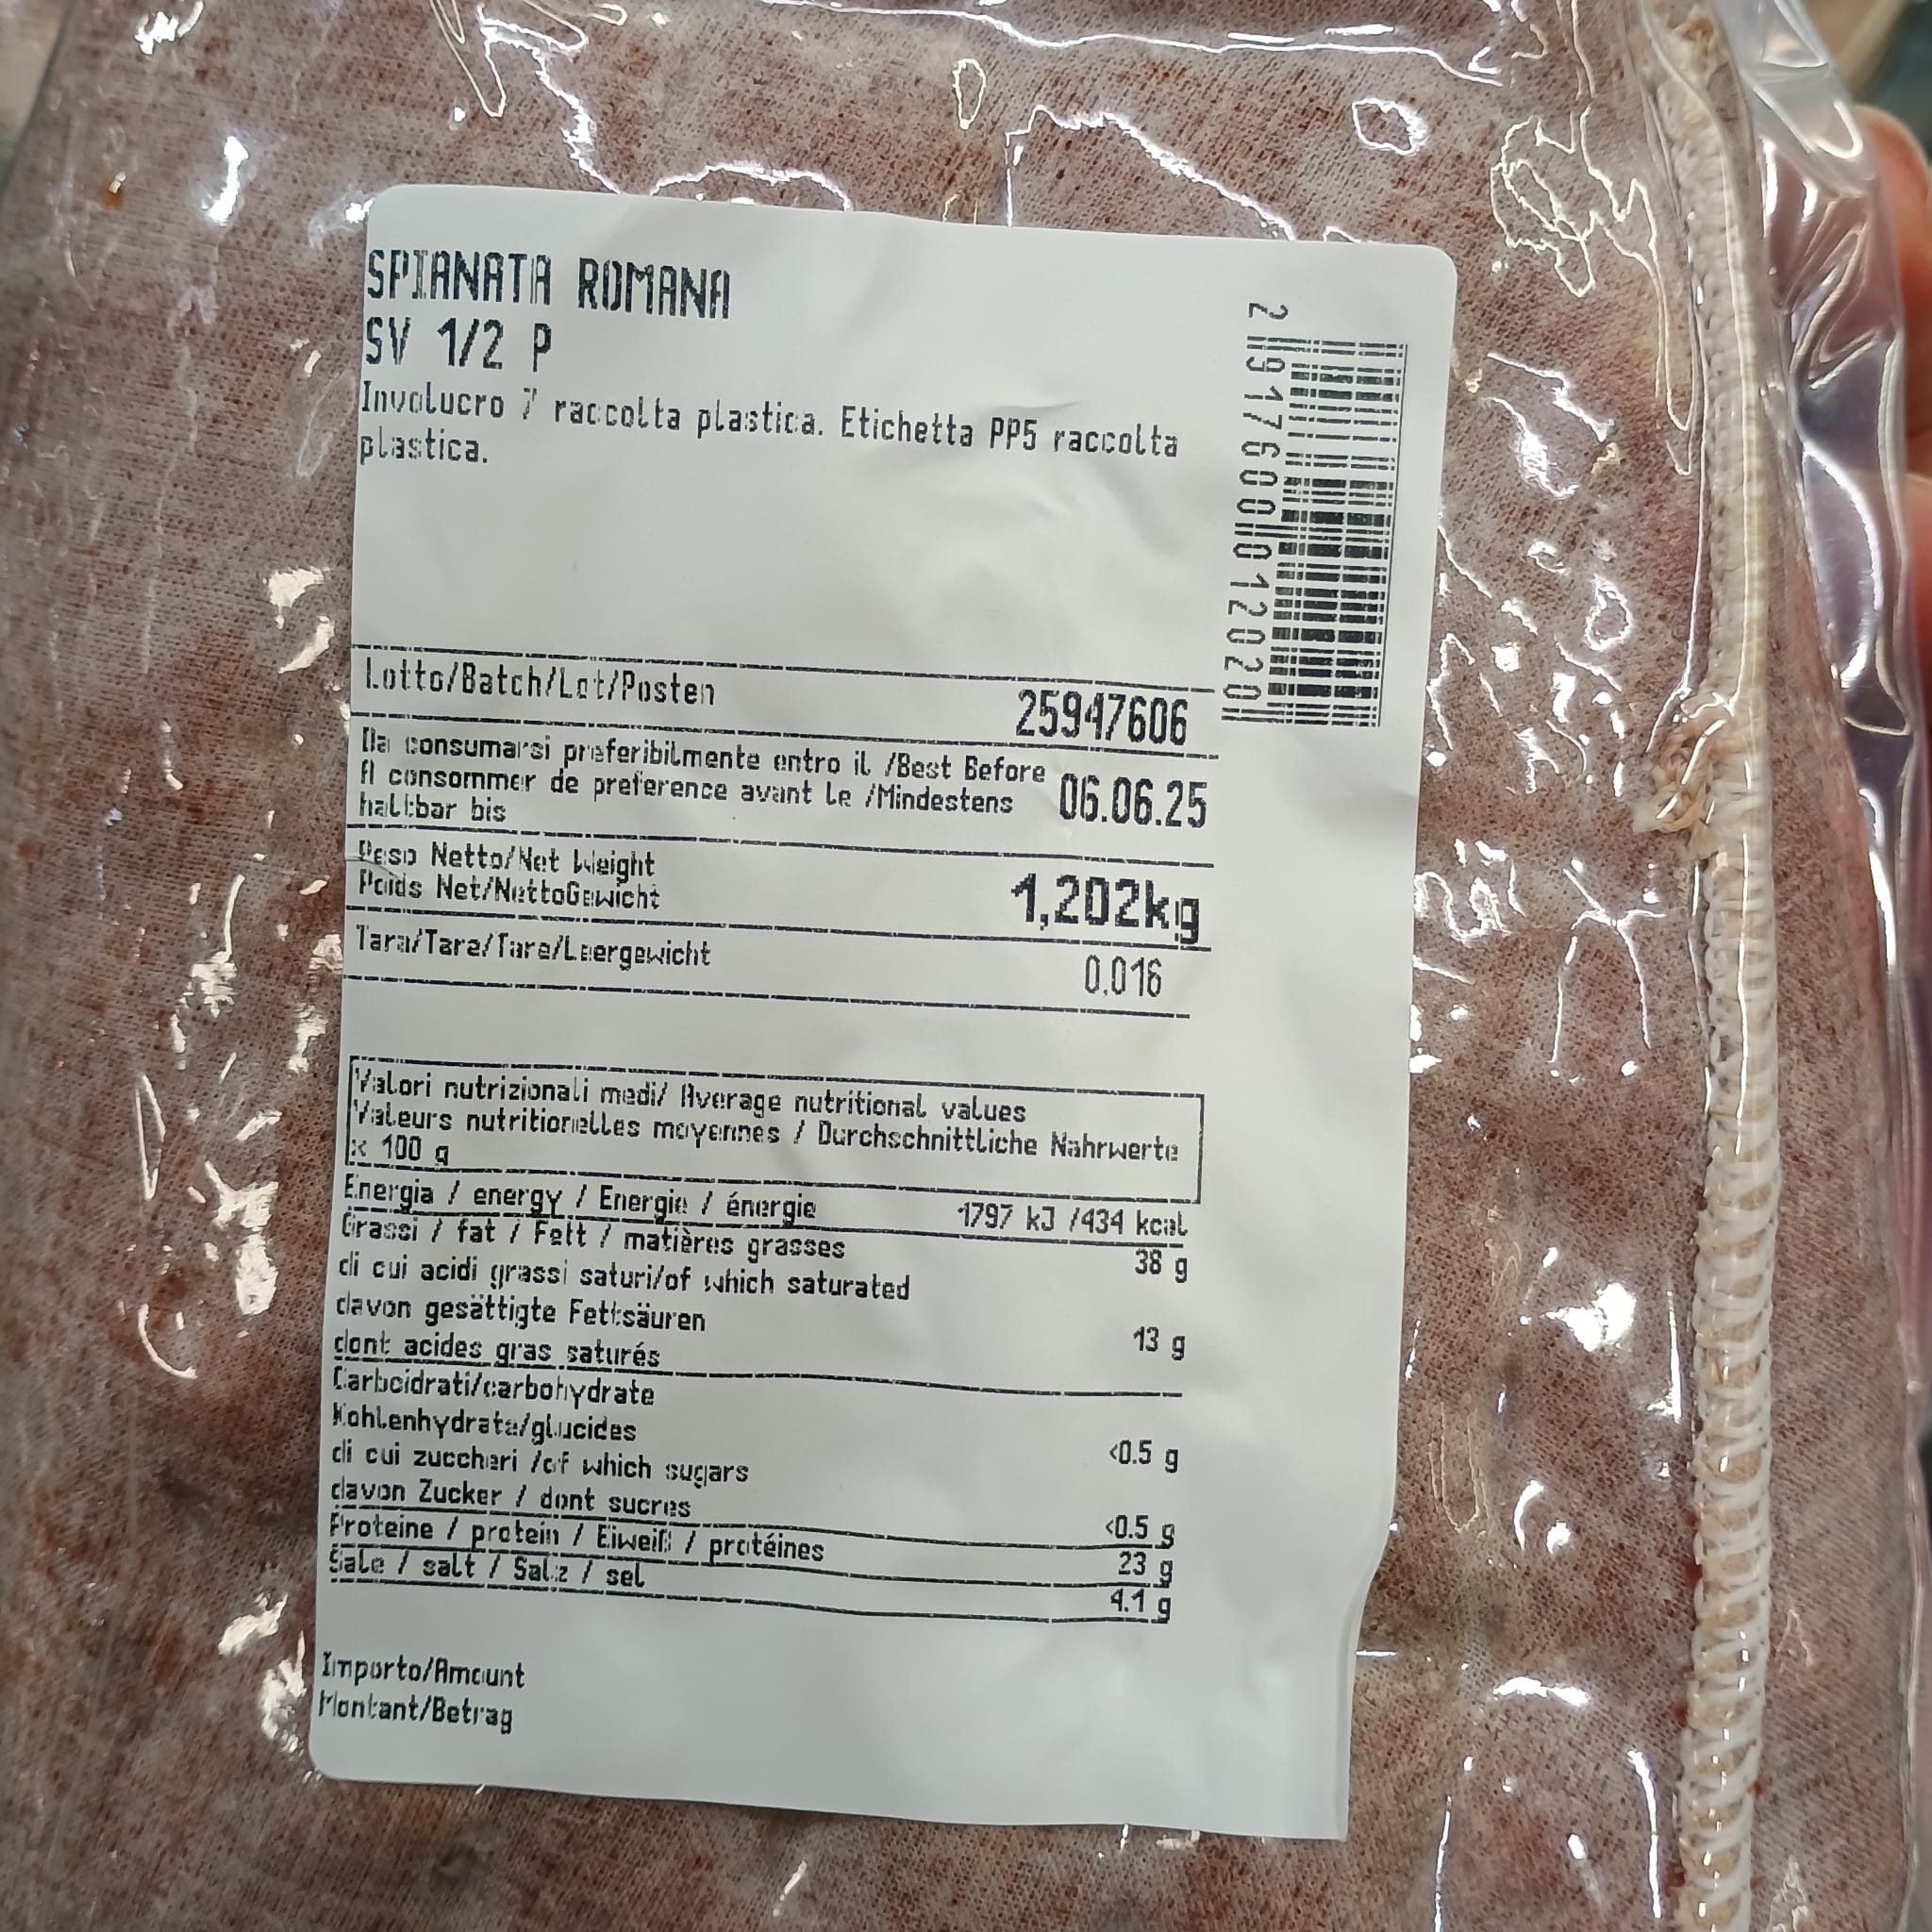 SPIANATA ROMANA
SV 1/2 P
Involucro 7 raccolta plastica. Etichetta PP5 raccolta
plastica.
2 917600 012020
Lotto/Batch/Lot/Posten 25947606
Da consumarsi preferibilmente entro il /Best Before
A consommer de preference avant le /Mindestens 06.06.25
haltbar bis
Peso Netto/Net Weight
Poids Net/NettoGewicht 1,202kg
Tara/Tare/Tare/Leergewicht 0,016
Valori nutrizionali medi/ Average nutritional values
Valeurs nutritionelles moyennes / Durchschnittliche Nahrwerte
x 100 g
Energia / energy / Energie / énergie 1797 kJ /434 kcal
Grassi / fat / Fett / matières grasses 38 g
di cui acidi grassi saturi/of which saturated
davon gesättigte Fettsäuren 13 g
dont acides gras saturés
Carboidrati/carbohydrate
Kohlenhydrate/glucides <0.5 g
di cui zuccheri /of which sugars
davon Zucker / dont sucres <0.5 g
Proteine / protein / Eiweiß / protéines 23 g
Sale / salt / Salz / sel 4.1 g
Importo/Amount
Montant/Betrag